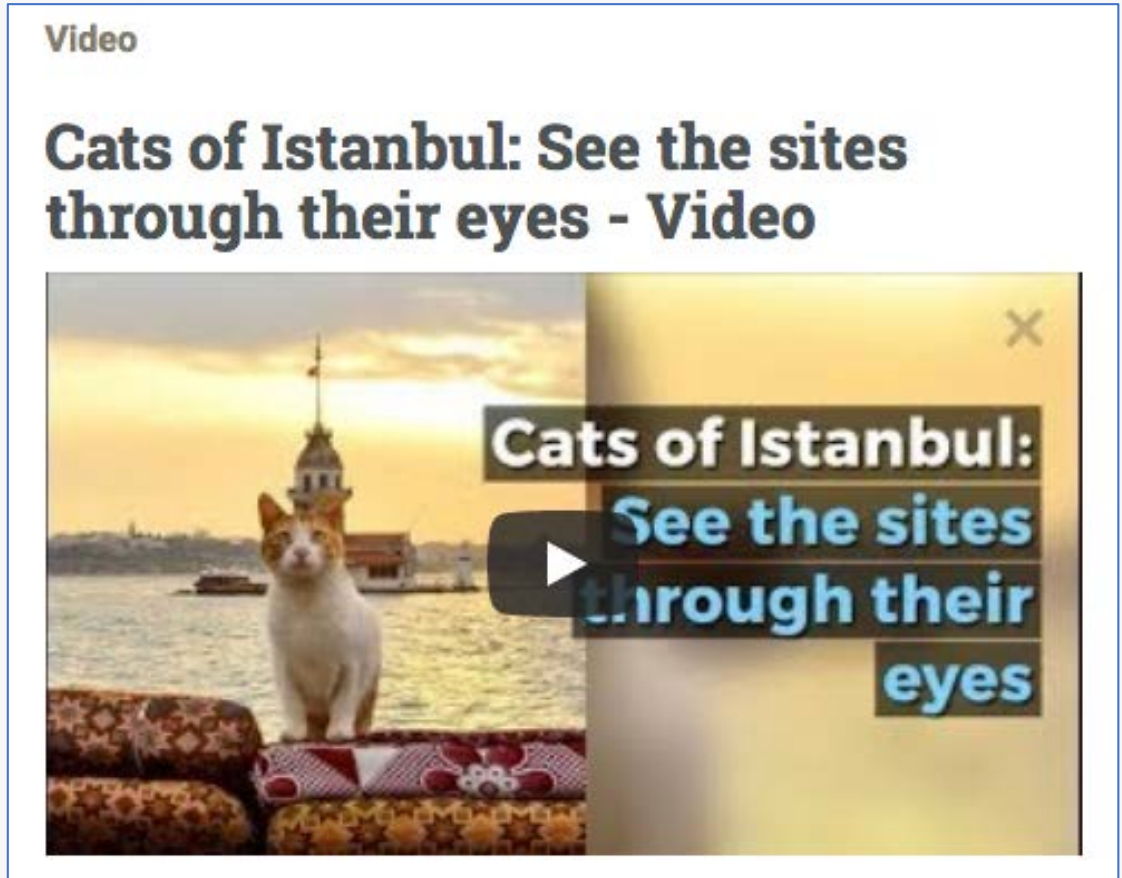 Video
Cats of Istanbul: See the sites
through their eyes - Video
Cats of Istanbul:
See the sites
through their
eyes